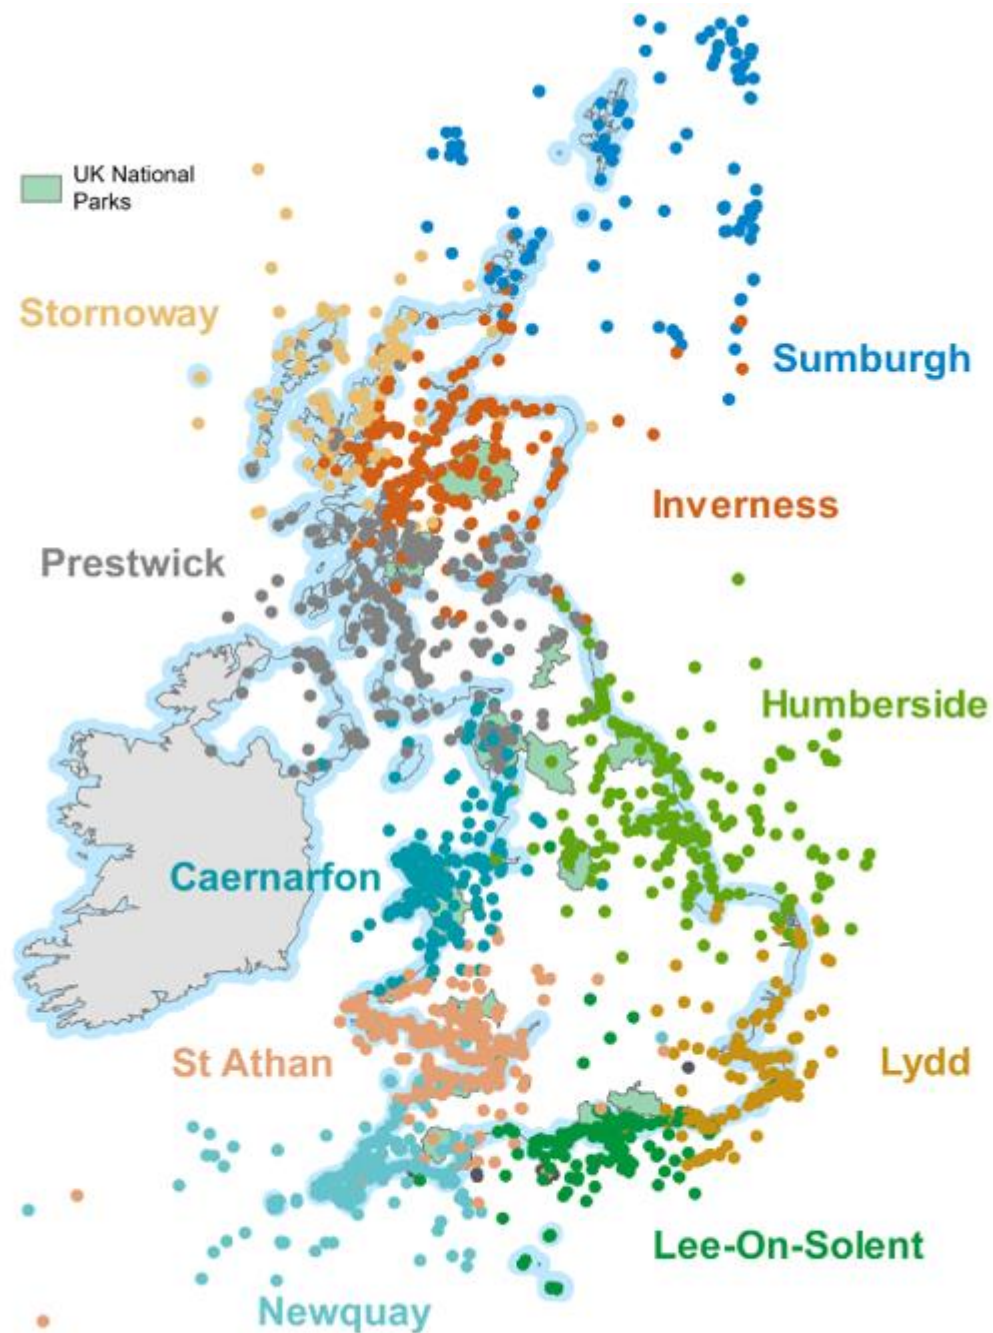 UK National
Parks
Stornoway
Sumburgh
Inverness
Prestwick
Humberside
Caernarfon
St Athan
Lydd
Lee-On-Solent
Newquay